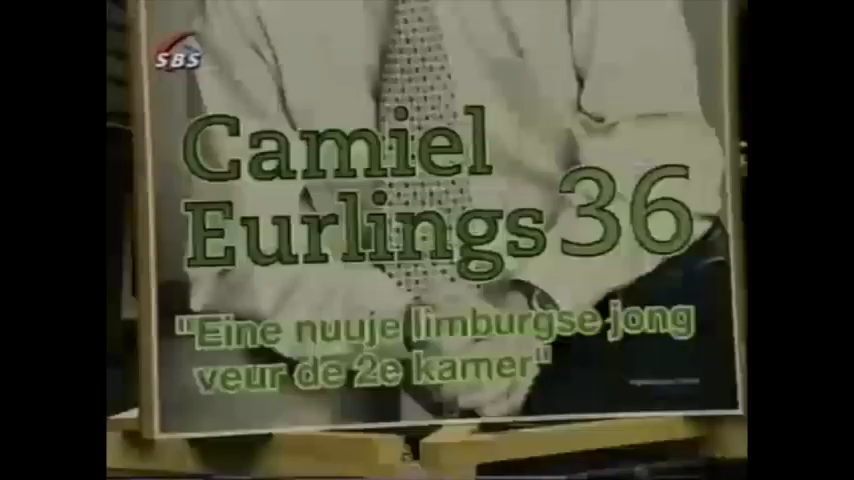 SBS
Camiel
Eurlings 36
"Eine nuuje limburgse jong
veur de 2e kamer"